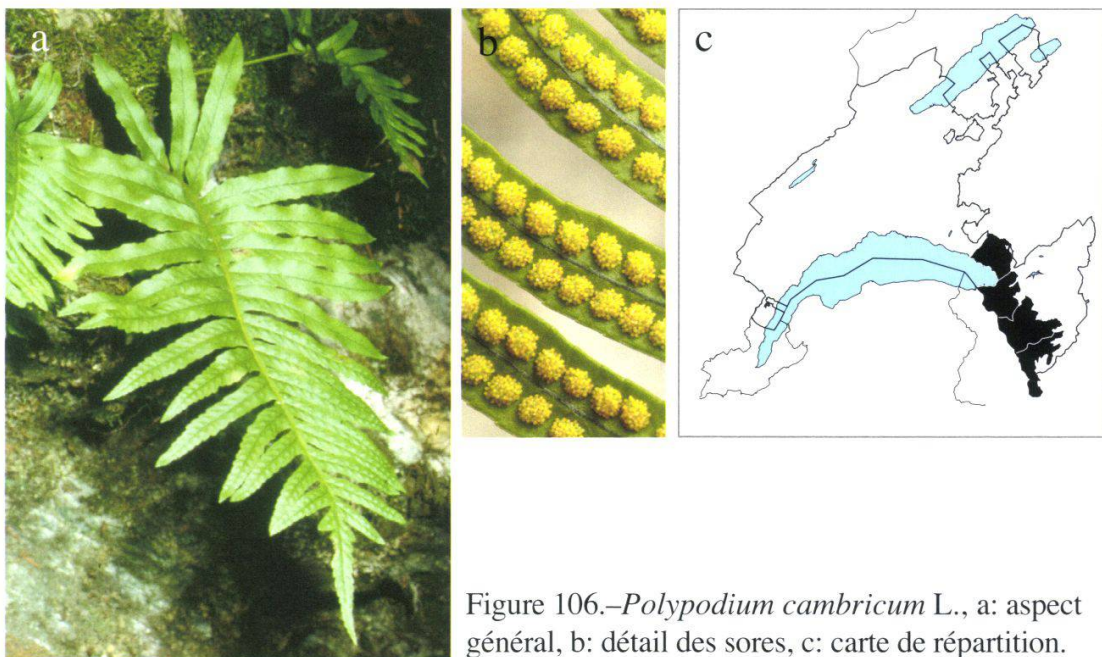 a
b
c
Figure 106.–Polypodium cambricum L., a: aspect
général, b: détail des sores, c: carte de répartition.